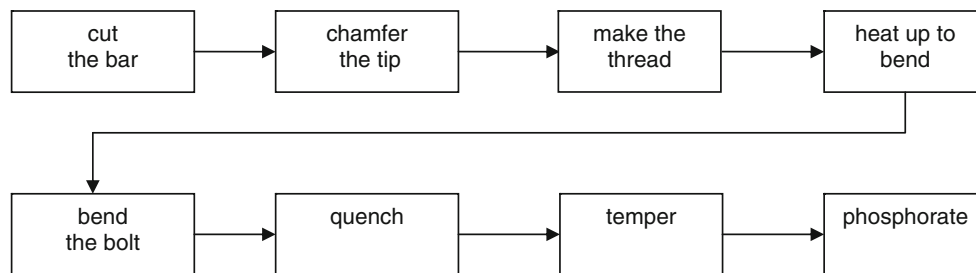 cut
the bar
chamfer
the tip
make the
thread
heat up to
bend
bend
the bolt
quench
temper
phosphorate